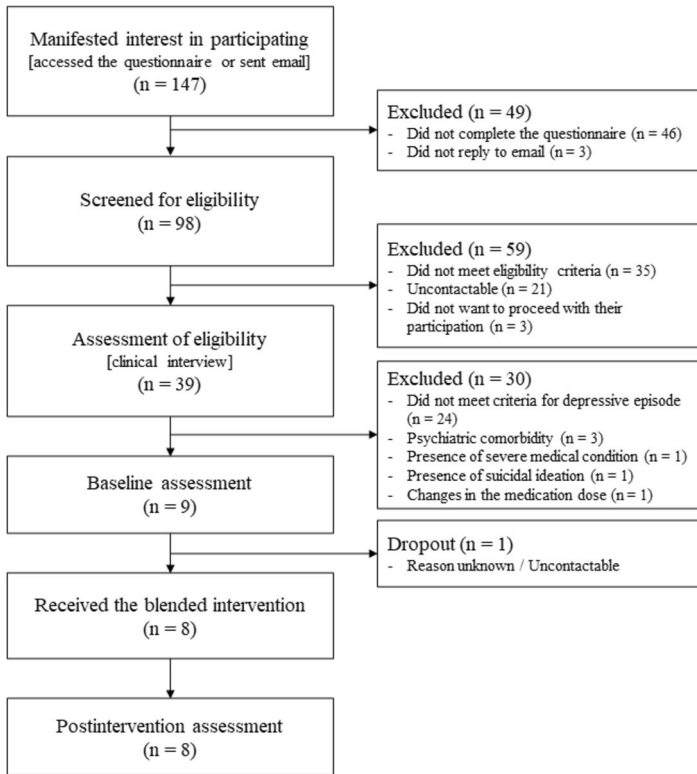 Manifested interest in participating
[accessed the questionnaire or sent email]
(n = 147)
Excluded (n = 49)
- Did not complete the questionnaire (n = 46)
- Did not reply to email (n = 3)
Screened for eligibility
(n = 98)
Excluded (n = 59)
- Did not meet eligibility criteria (n = 35)
- Uncontactable (n = 21)
- Did not want to proceed with their
participation (n = 3)
Assessment of eligibility
[clinical interview]
(n = 39)
Excluded (n = 30)
- Did not meet criteria for depressive episode
(n = 24)
- Psychiatric comorbidity (n = 3)
- Presence of severe medical condition (n = 1)
- Presence of suicidal ideation (n = 1)
- Changes in the medication dose (n = 1)
Baseline assessment
(n = 9)
Dropout (n = 1)
- Reason unknown / Uncontactable
Received the blended intervention
(n = 8)
Postintervention assessment
(n = 8)